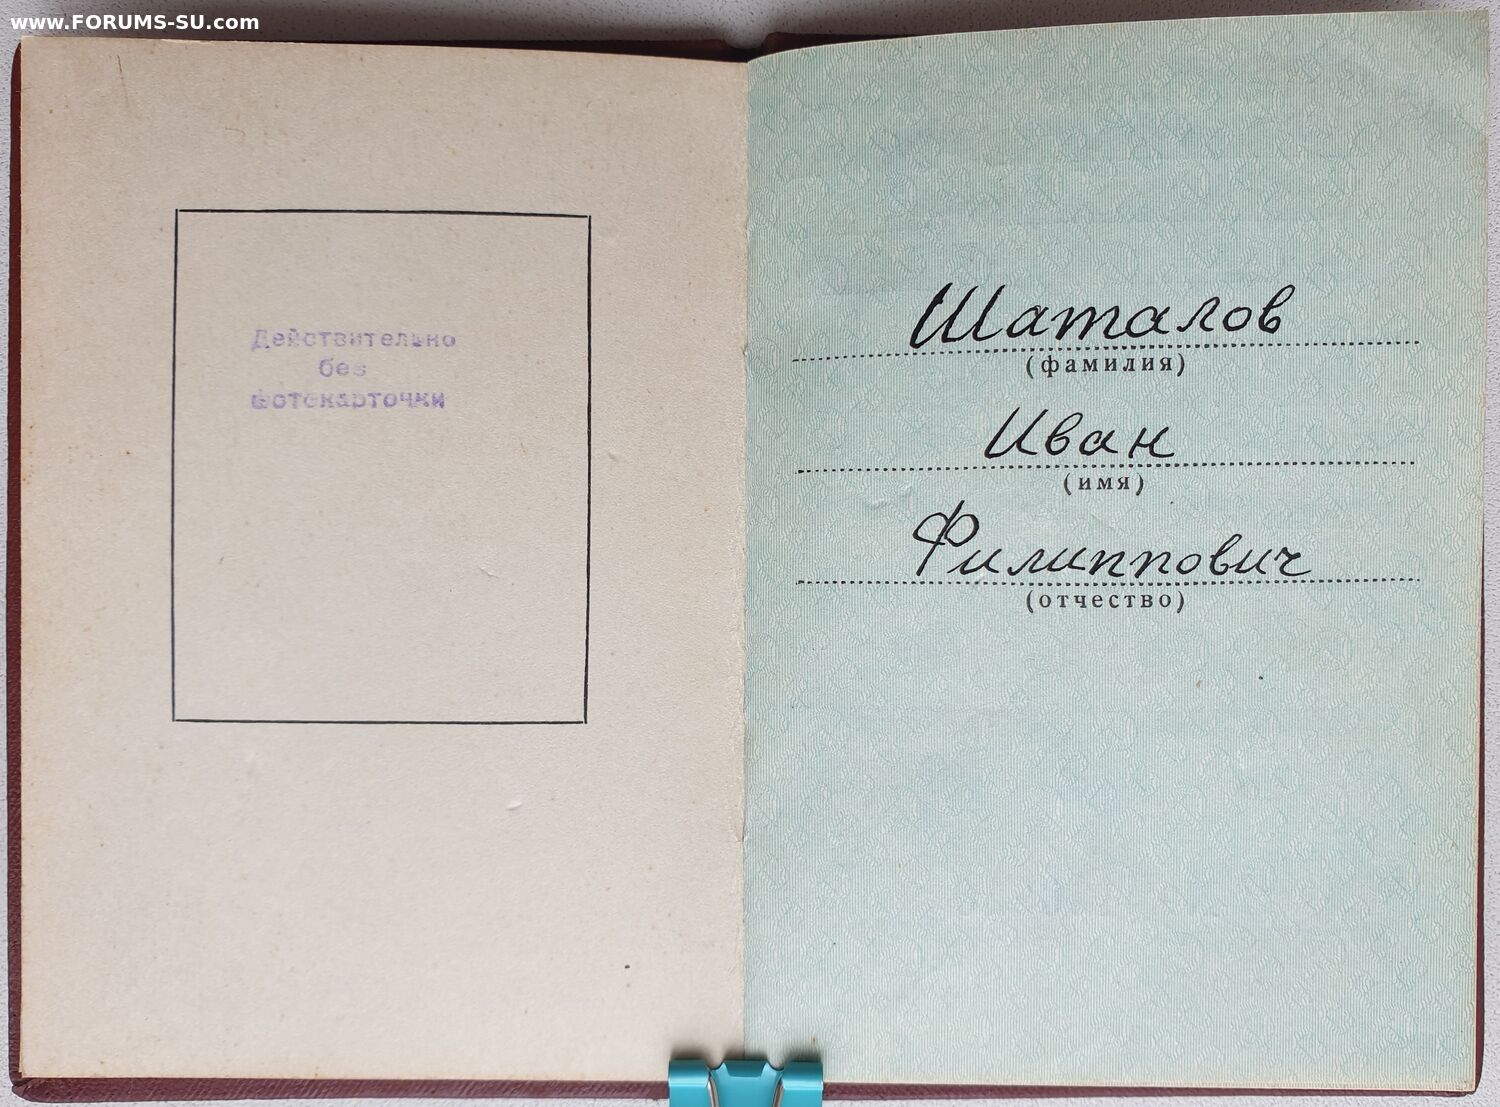 www.FORUMS-SU.com
Действительно
без
фотокарточки
Шаталов
(фамилия)
Иван
(имя)
Филиппович
(отчество)